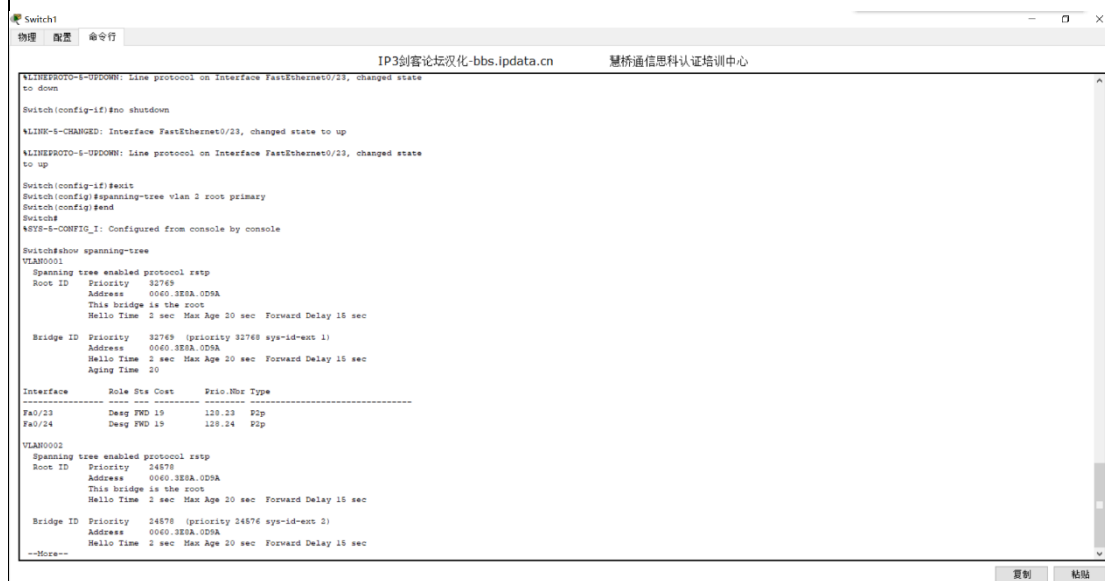 Switch1
物理 配置 命令行
IP3剑客论坛汉化-bbs.ipdata.cn 慧桥通信思科认证培训中心
%LINEPROTO-5-UPDOWN: Line protocol on Interface FastEthernet0/23, changed state
to down
Switch(config-if)#no shutdown
%LINK-5-CHANGED: Interface FastEthernet0/23, changed state to up
%LINEPROTO-5-UPDOWN: Line protocol on Interface FastEthernet0/23, changed state
to up
Switch(config-if)#exit
Switch(config)#spanning-tree vlan 2 root primary
Switch(config)#end
Switch#
%SYS-5-CONFIG_I: Configured from console by console
Switch#show spanning-tree
VLAN0001
Spanning tree enabled protocol rstp
Root ID Priority 32769
Address 0060.3E8A.0D9A
This bridge is the root
Hello Time 2 sec Max Age 20 sec Forward Delay 15 sec
Bridge ID Priority 32769 (priority 32768 sys-id-ext 1)
Address 0060.3E8A.0D9A
Hello Time 2 sec Max Age 20 sec Forward Delay 15 sec
Aging Time 20
Interface Role Sts Cost Prio.Nbr Type
---------------- ---- --- --------- -------- --------------------------------
Fa0/23 Desg FWD 19 128.23 P2p
Fa0/24 Desg FWD 19 128.24 P2p
VLAN0002
Spanning tree enabled protocol rstp
Root ID Priority 24578
Address 0060.3E8A.0D9A
This bridge is the root
Hello Time 2 sec Max Age 20 sec Forward Delay 15 sec
Bridge ID Priority 24578 (priority 24576 sys-id-ext 2)
Address 0060.3E8A.0D9A
Hello Time 2 sec Max Age 20 sec Forward Delay 15 sec
--More--
复制 粘贴